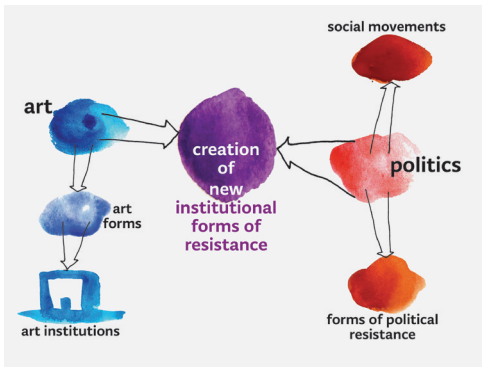 social movements
art
creation
of
new
institutional
forms of
resistance
politics
art
forms
art institutions
forms of political
resistance